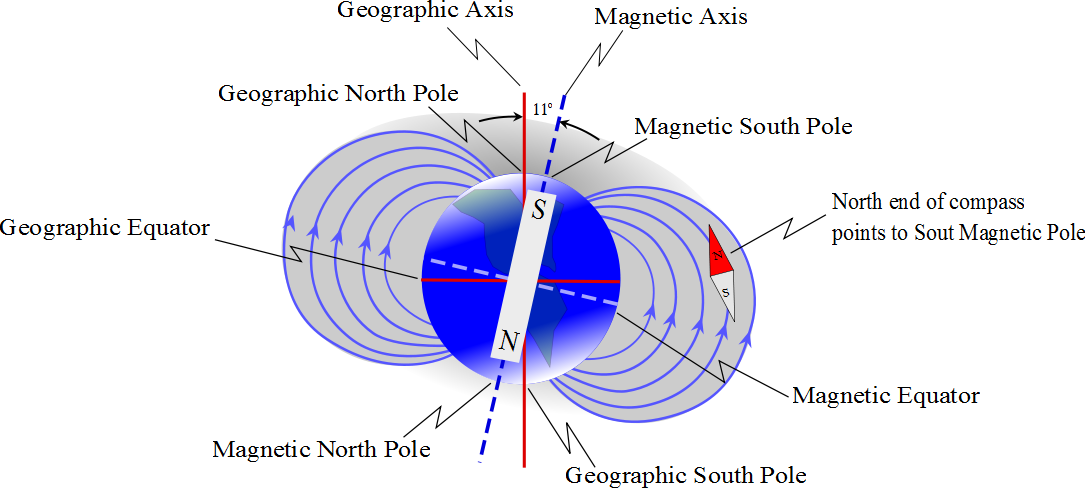 Geographic Axis
Magnetic Axis
Geographic North Pole
11°
Magnetic South Pole
S
North end of compass
points to Sout Magnetic Pole
Geographic Equator
N
S
N
Magnetic Equator
Magnetic North Pole
Geographic South Pole